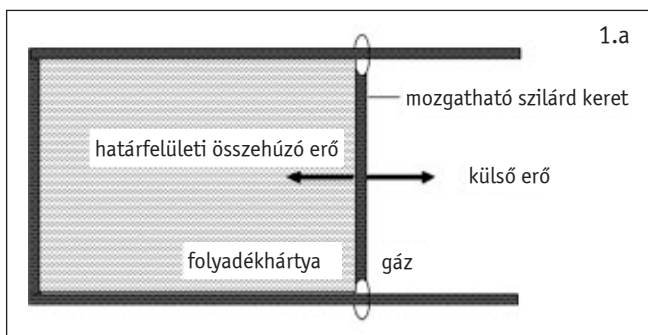 1.a
mozgatható szilárd keret
határfelületi összehúzó erő
külső erő
folyadékhártya
gáz